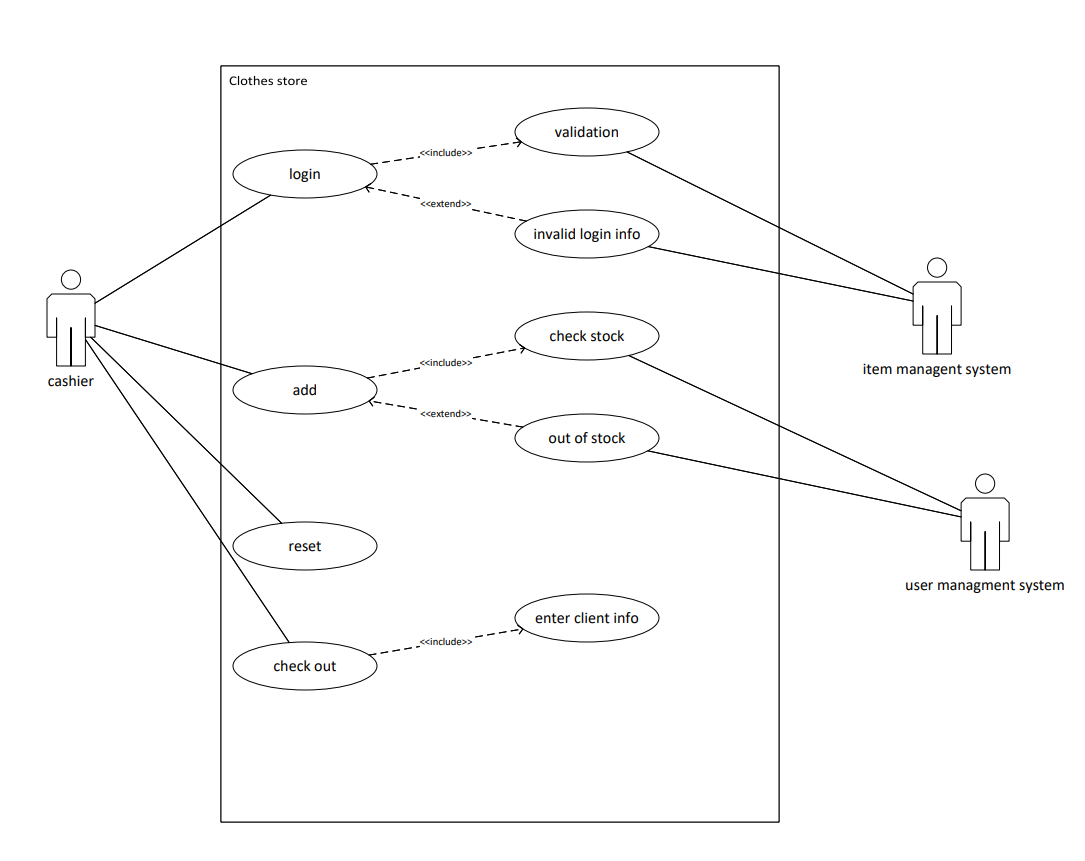 Clothes store
validation
<<include>>
login
<<extend>>
invalid login info
cashier
check stock
<<include>>
item managent system
add
<<extend>>
out of stock
reset
user managment system
enter client info
<<include>>
check out